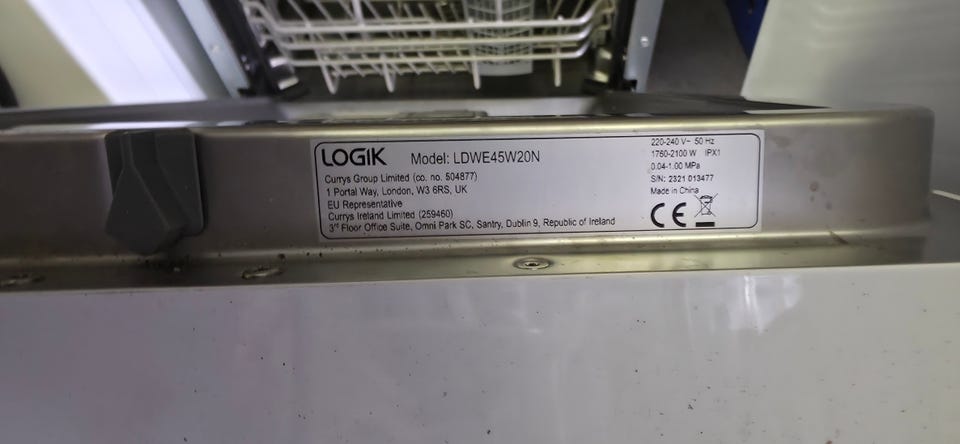 LOGIK Model: LDWE45W20N
Currys Group Limited (co. no. 504877)
1 Portal Way, London, W3 6RS, UK
EU Representative
Currys Ireland Limited (259460)
3rd Floor Office Suite, Omni Park SC, Santry, Dublin 9, Republic of Ireland
220-240 V~ 50 Hz
1760-2100 W IPX1
0.04-1.00 MPa
S/N: 2321 013477
Made in China
CE